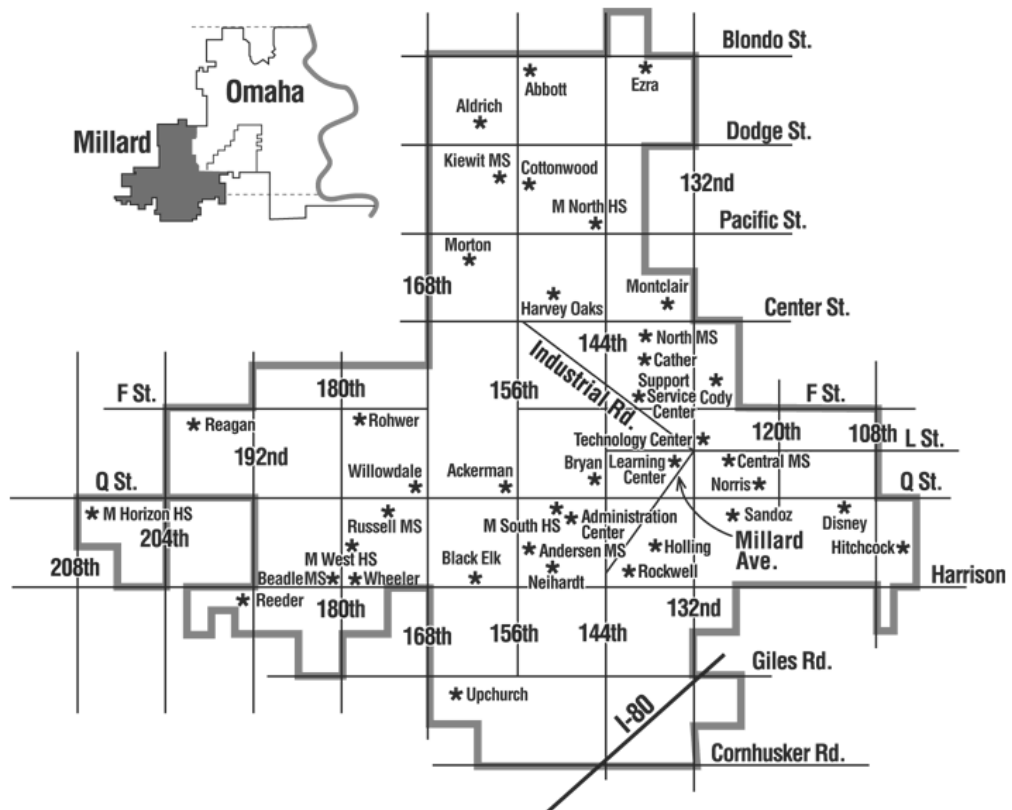 Blondo St.
Omaha
Abbott
Ezra
Aldrich
Millard
Dodge St.
Kiewit MS
Cottonwood
132nd
M North HS
Pacific St.
Morton
168th
Montclair
Harvey Oaks
Center St.
Industrial Rd.
144th
North MS
Cather
180th
156th
Support
Service
Center
Cody
F St.
F St.
Reagan
Rohwer
120th
108th
Technology Center
L St.
192nd
Willowdale
Ackerman
Bryan
Learning
Center
Central MS
Q St.
Norris
Q St.
M Horizon HS
Russell MS
M South HS
Administration
Center
Sandoz
Disney
204th
Millard
Ave.
M West HS
Black Elk
Andersen MS
Holling
Hitchcock
208th
Beadle MS
Wheeler
Neihardt
Rockwell
Harrison
Reeder
180th
132nd
168th
156th
144th
Giles Rd.
Upchurch
I-80
Cornhusker Rd.